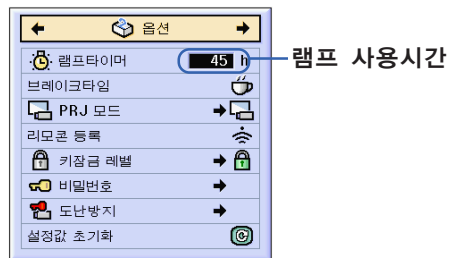 옵션
램프타이머 45 h
램프 사용시간
브레이크타임
PRJ 모드
리모콘 등록
키잠금 레벨
비밀번호
도난방지
설정값 초기화